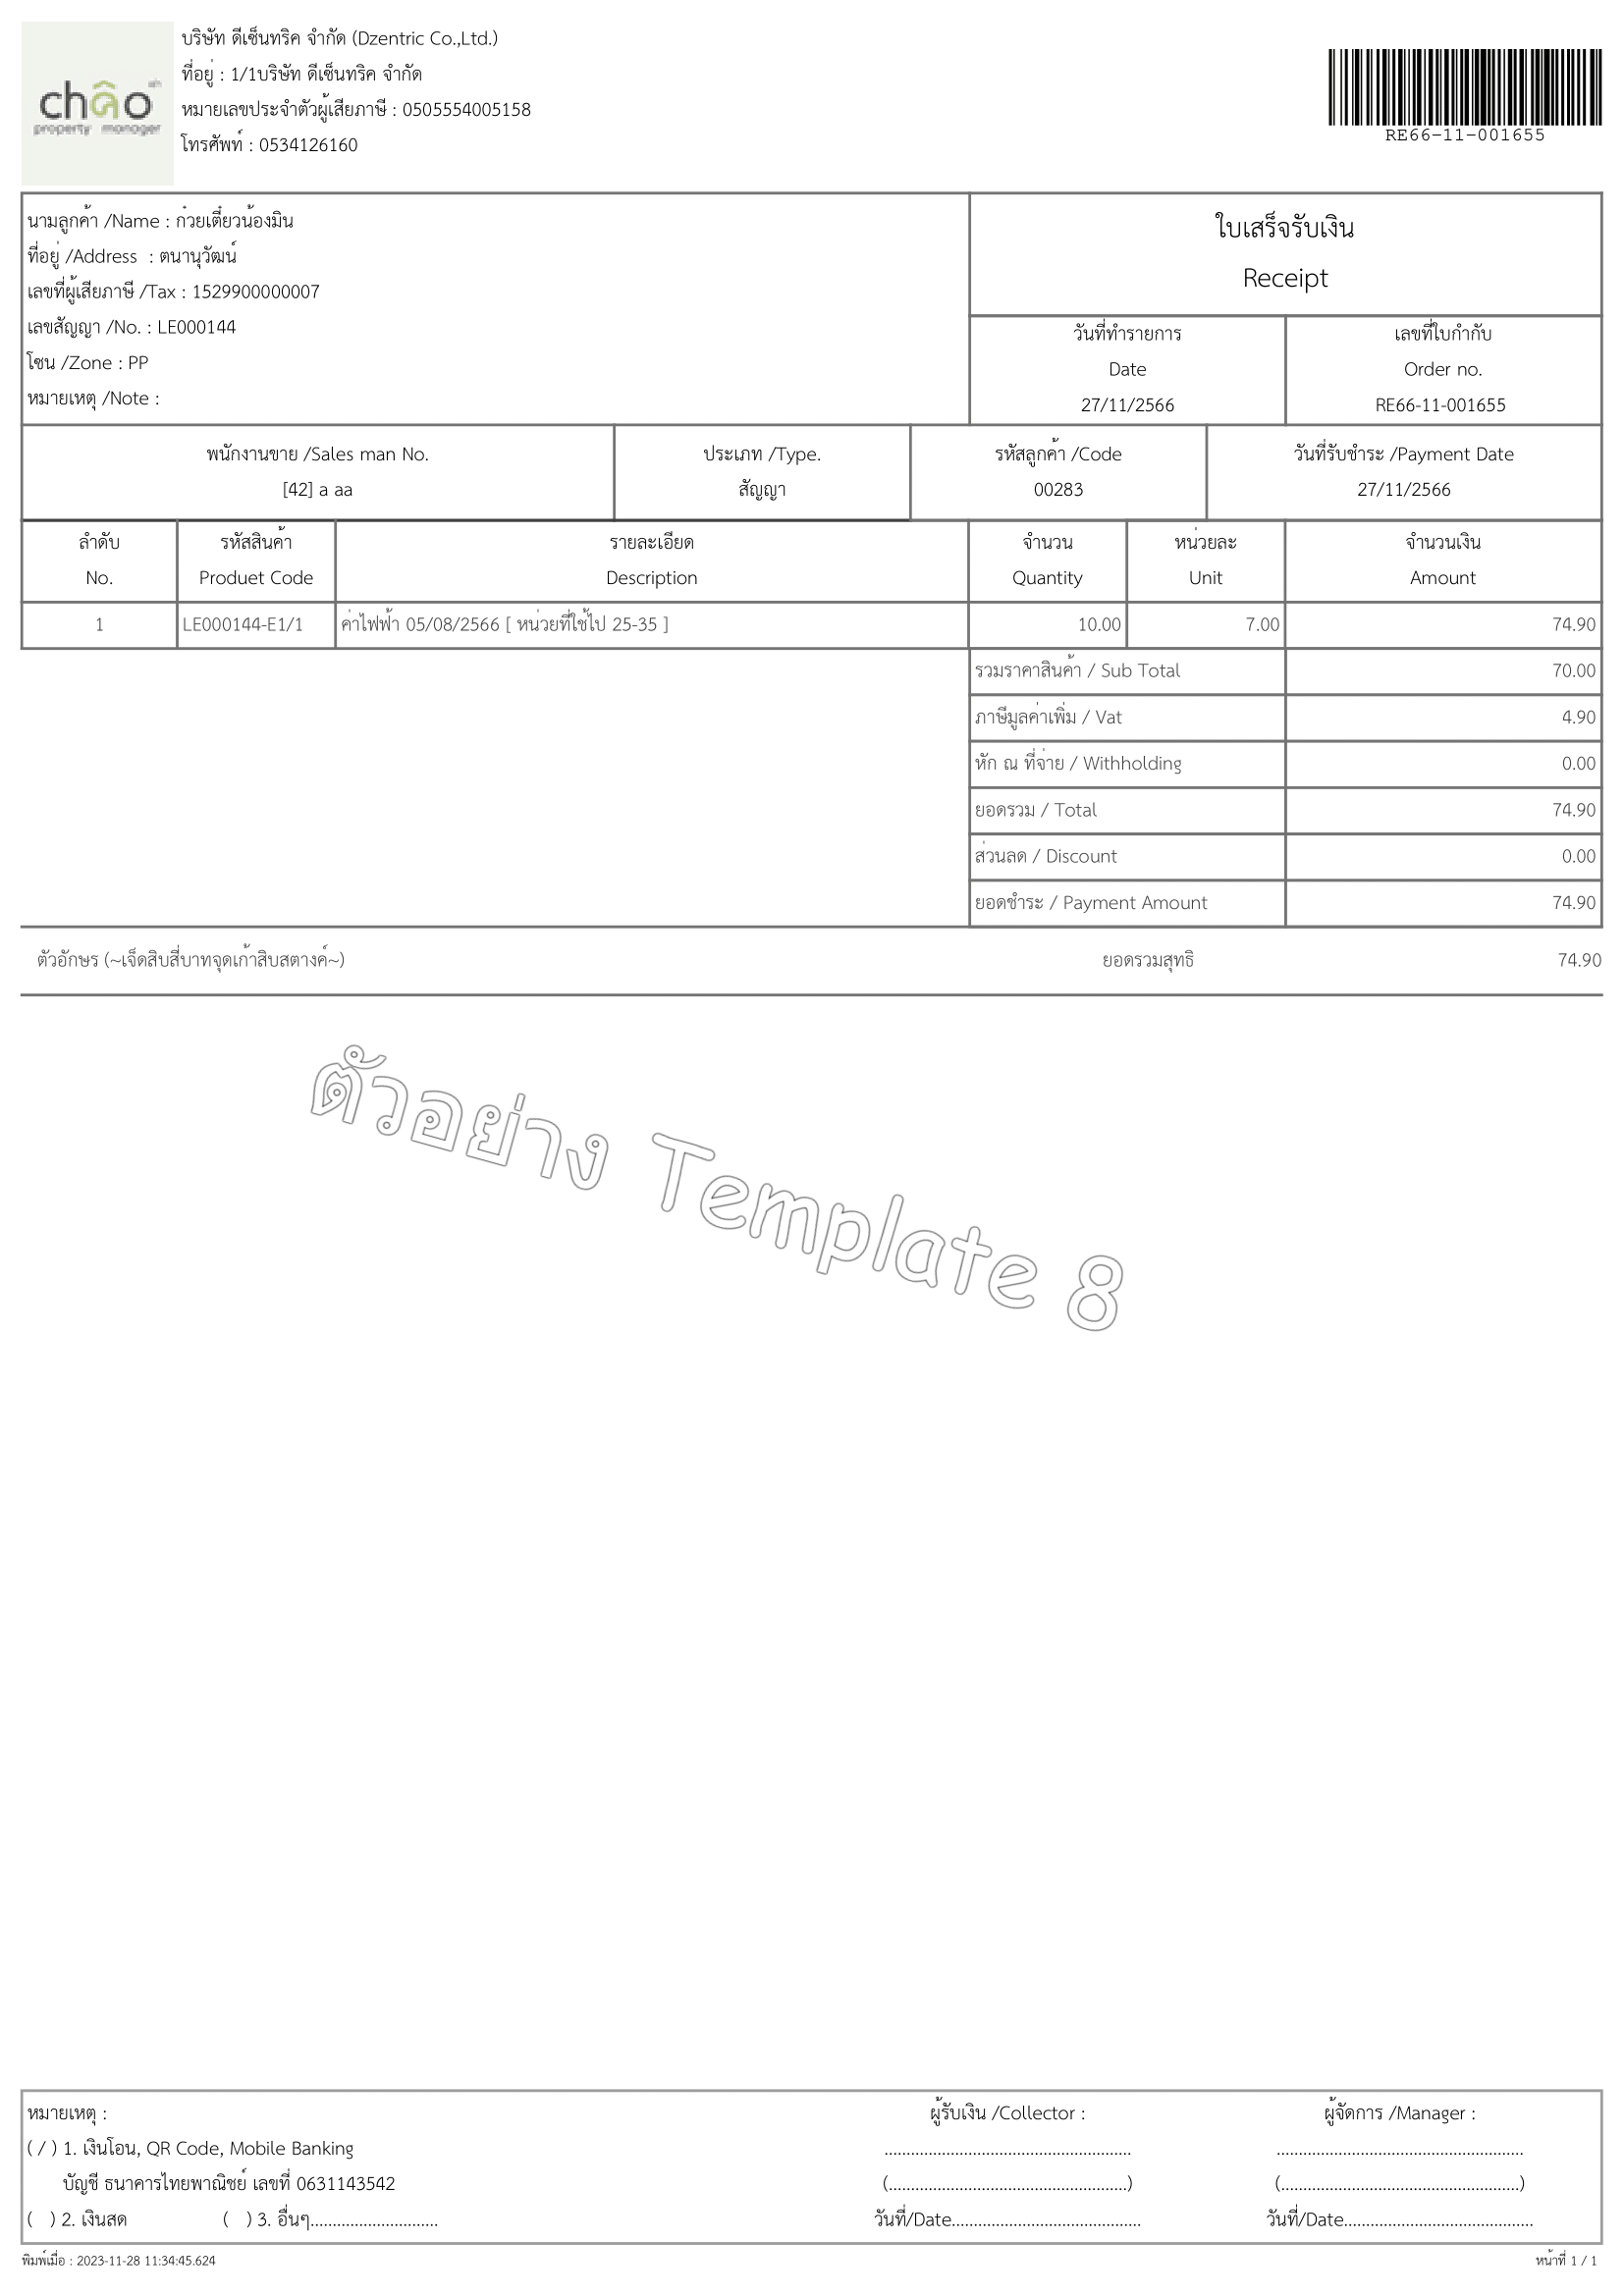 châo เช่า
property manager
บริษัท ดีเซ็นทริค จำกัด (Dzentric Co.,Ltd.)
ที่อยู่ : 1/1บริษัท ดีเซ็นทริค จำกัด
หมายเลขประจำตัวผู้เสียภาษี : 0505554005158
โทรศัพท์ : 0534126160
RE66-11-001655
นามลูกค้า /Name : ก๋วยเตี๋ยวน้องมิน
ที่อยู่ /Address : ตนานุวัฒน์
เลขที่ผู้เสียภาษี /Tax : 1529900000007
เลขสัญญา /No. : LE000144
โซน /Zone : PP
หมายเหตุ /Note :
ใบเสร็จรับเงิน
Receipt
วันที่ทำรายการ เลขที่ใบกำกับ
Date Order no.
27/11/2566 RE66-11-001655
พนักงานขาย /Sales man No. ประเภท /Type. รหัสลูกค้า /Code วันที่รับชำระ /Payment Date
[42] a aa สัญญา 00283 27/11/2566
ลำดับ รหัสสินค้า รายละเอียด จำนวน หน่วยละ จำนวนเงิน
No. Produet Code Description Quantity Unit Amount
1 LE000144-E1/1 ค่าไฟฟ้า 05/08/2566 [ หน่วยที่ใช้ไป 25-35 ] 10.00 7.00 74.90
รวมราคาสินค้า / Sub Total 70.00
ภาษีมูลค่าเพิ่ม / Vat 4.90
หัก ณ ที่จ่าย / Withholding 0.00
ยอดรวม / Total 74.90
ส่วนลด / Discount 0.00
ยอดชำระ / Payment Amount 74.90
ตัวอักษร (~เจ็ดสิบสี่บาทจุดเก้าสิบสตางค์~) ยอดรวมสุทธิ 74.90
ตัวอย่าง Template 8
หมายเหตุ : ผู้รับเงิน /Collector : ผู้จัดการ /Manager :
( / ) 1. เงินโอน, QR Code, Mobile Banking ........................................................ ........................................................
บัญชี ธนาคารไทยพาณิชย์ เลขที่ 0631143542 (......................................................) (......................................................)
( ) 2. เงินสด ( ) 3. อื่นๆ............................. วันที่/Date........................................... วันที่/Date...........................................
พิมพ์เมื่อ : 2023-11-28 11:34:45.624 หน้าที่ 1 / 1